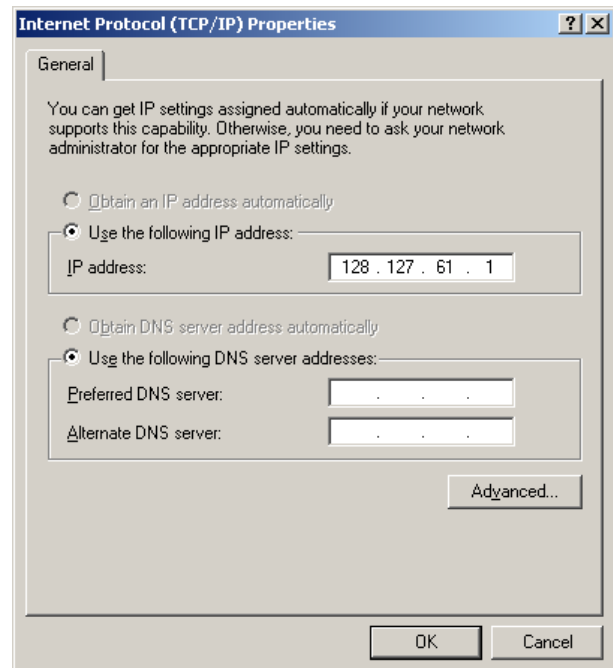 Internet Protocol (TCP/IP) Properties
General
You can get IP settings assigned automatically if your network
supports this capability. Otherwise, you need to ask your network
administrator for the appropriate IP settings.
Obtain an IP address automatically
Use the following IP address:
IP address: 128 . 127 . 61 . 1
Obtain DNS server address automatically
Use the following DNS server addresses:
Preferred DNS server: . . .
Alternate DNS server: . . .
Advanced...
OK Cancel